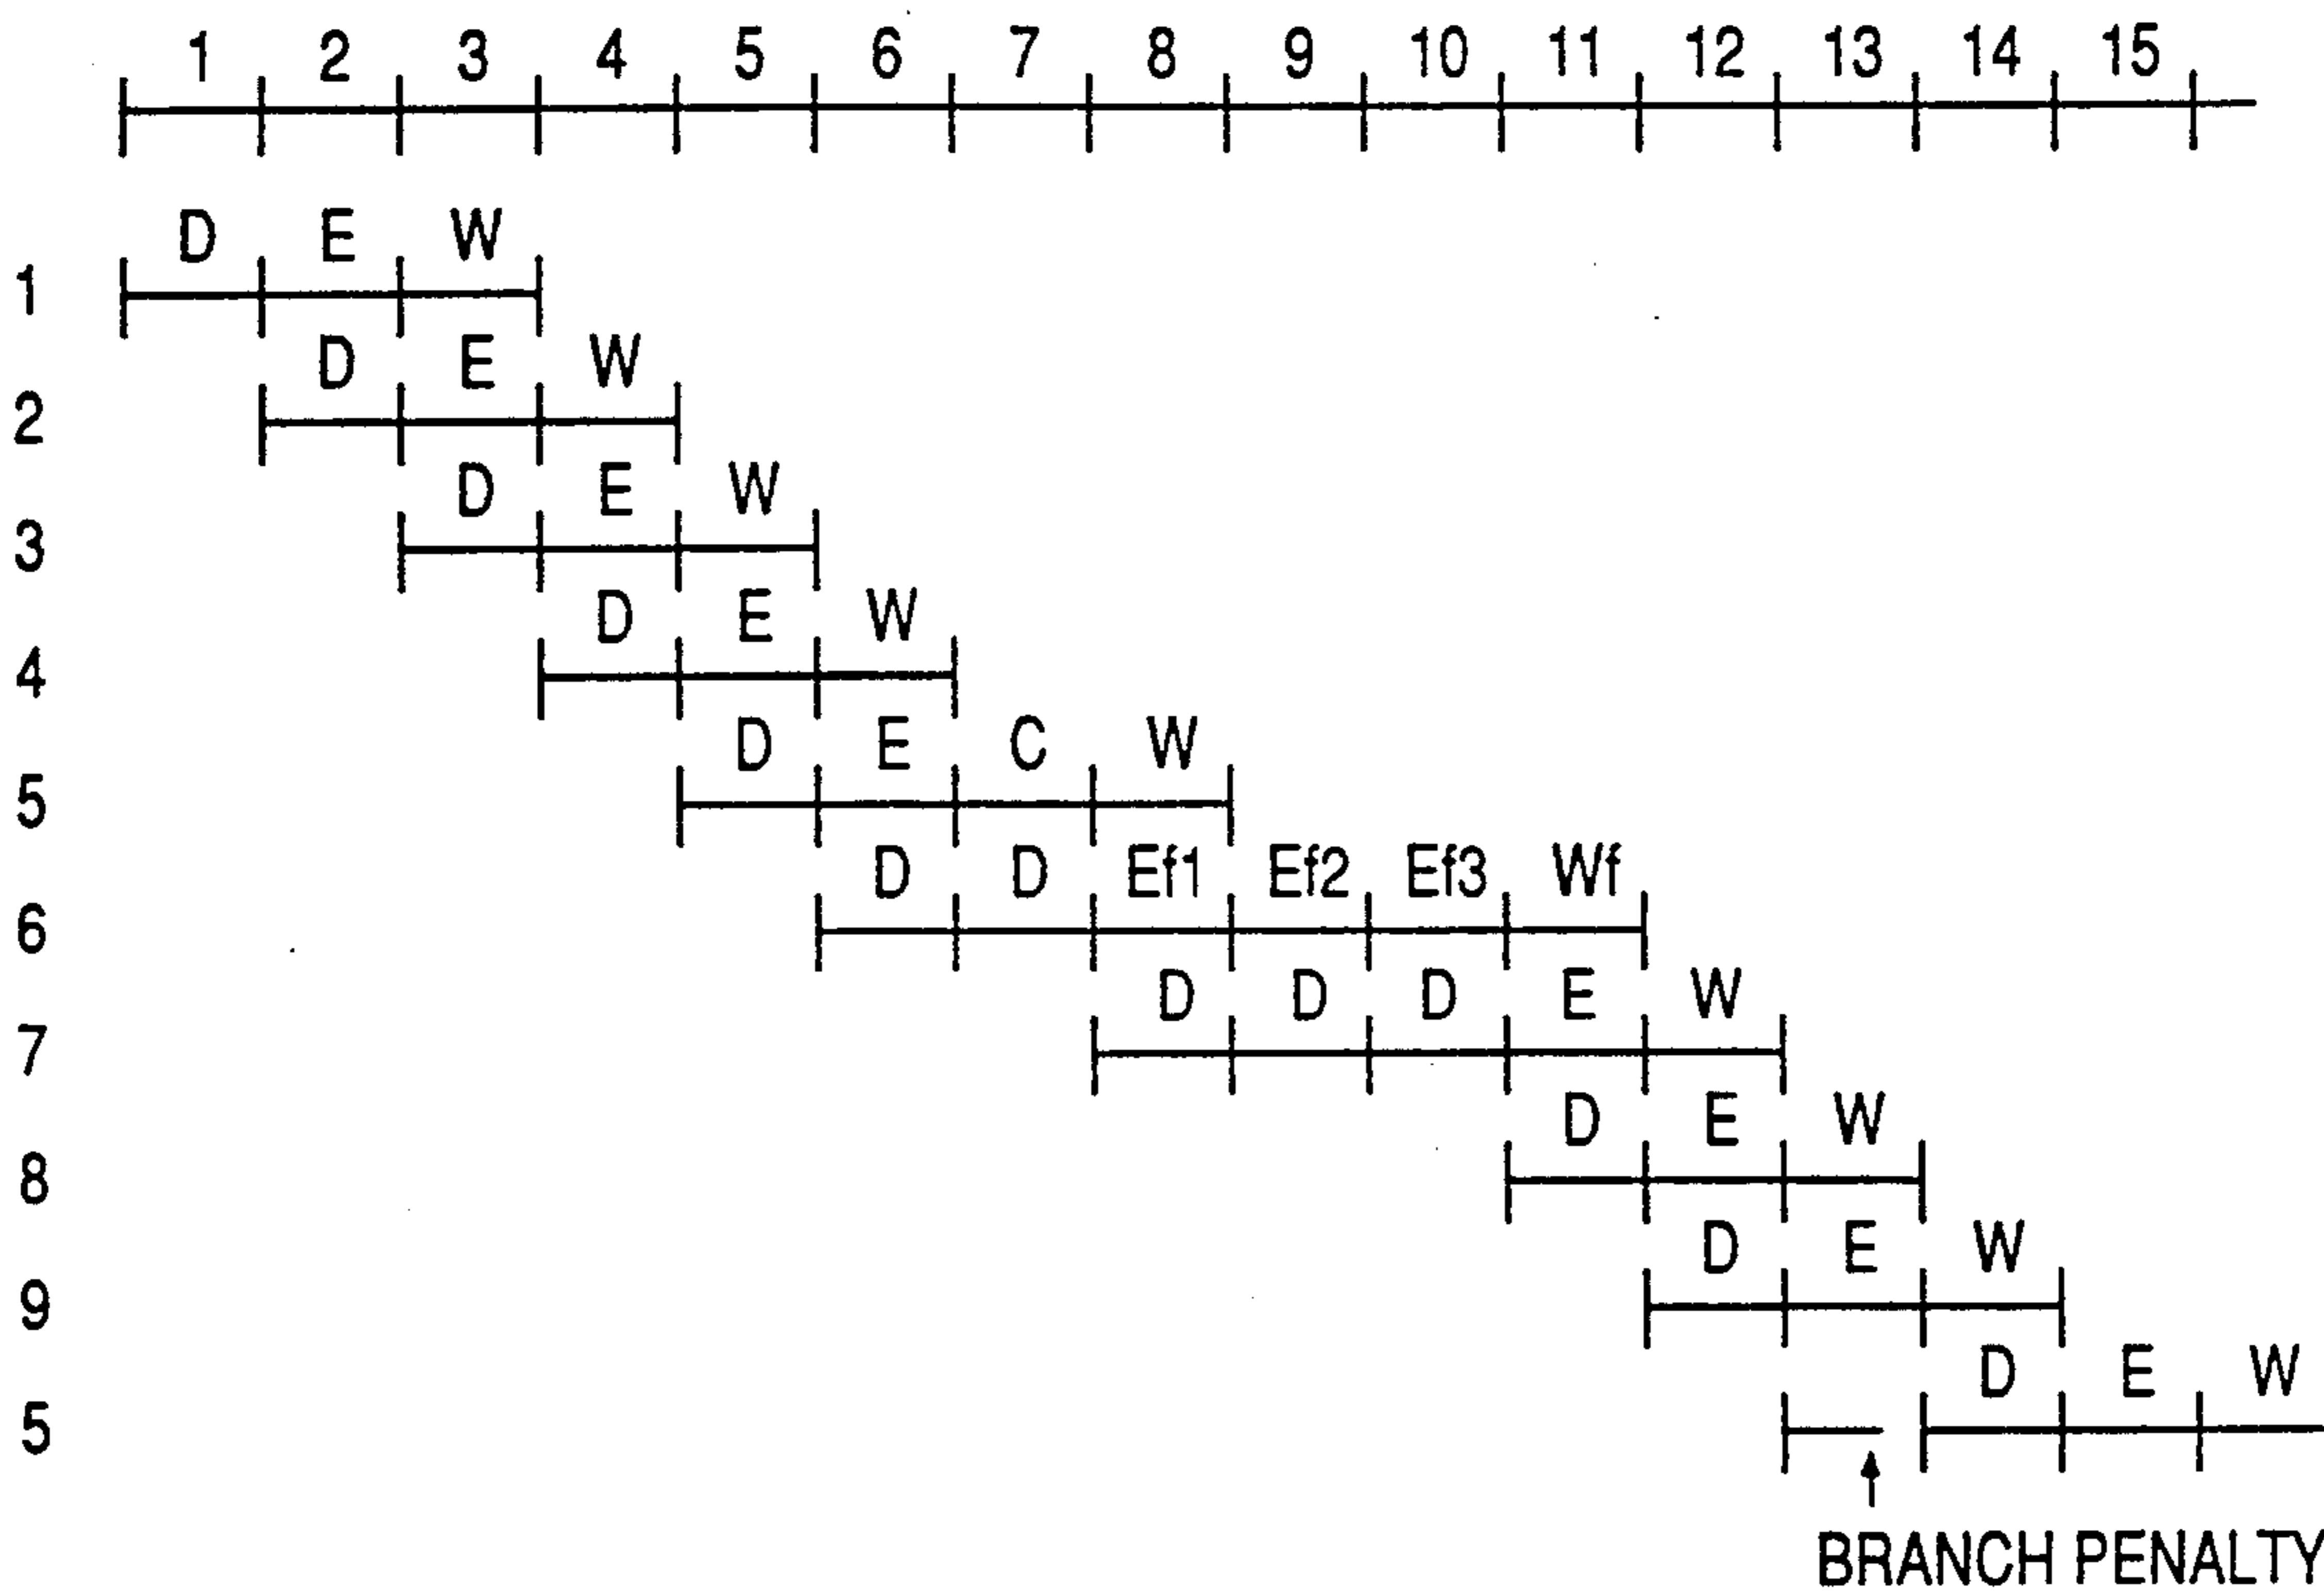 1 2 3 4 5 6 7 8 9 10 11 12 13 14 15
D E W
1
D E W
2
D E W
3
D E W
4
D E C W
5
D D Ef1 Ef2 Ef3 Wf
6
D D D E W
7
D E W
8
D E W
9
D E W
5
BRANCH PENALTY